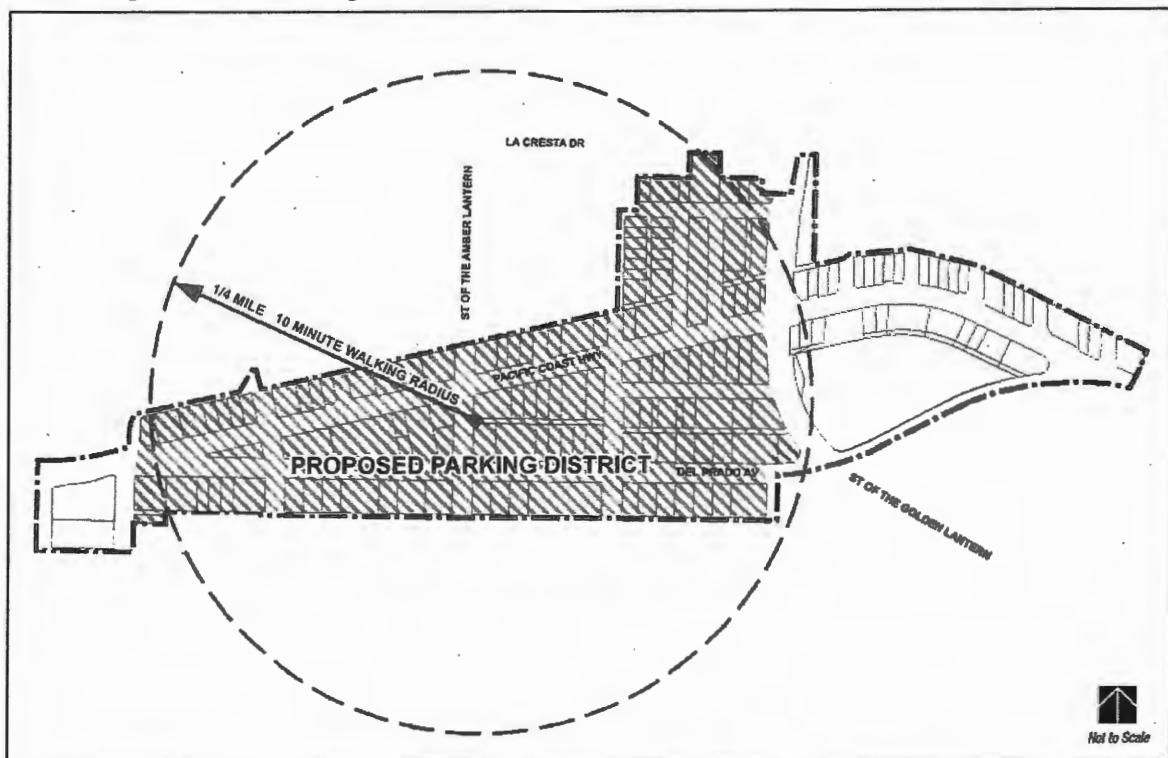 LA CRESTA DR
ST OF THE AMBER LANTERN
1/4 MILE 10 MINUTE WALKING RADIUS
PACIFIC COAST HWY
PROPOSED PARKING DISTRICT
DEL PRADO AV
ST OF THE GOLDEN LANTERN
Not to Scale